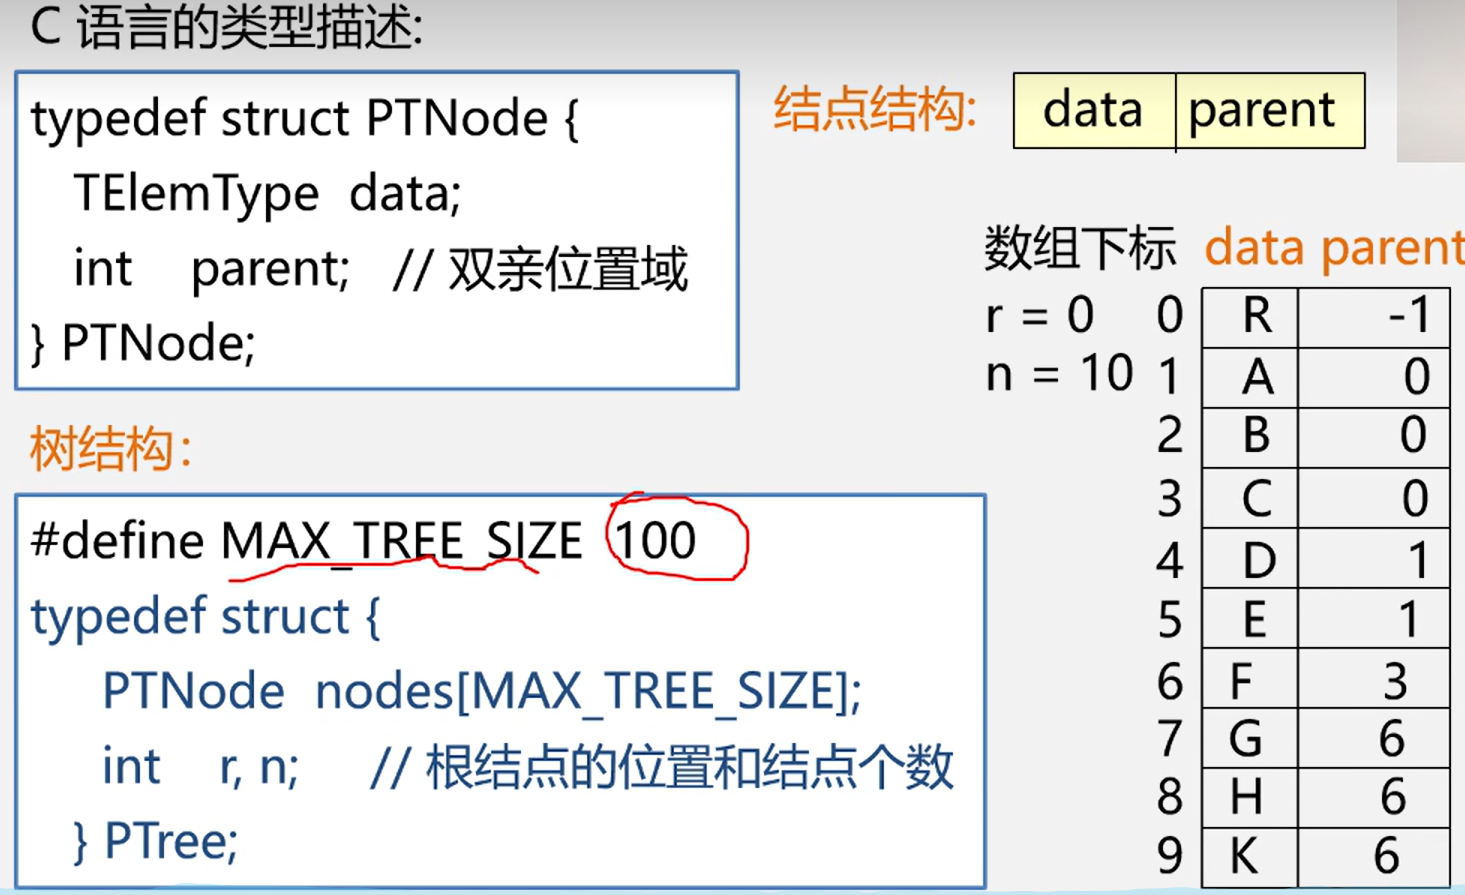 C 语言的类型描述:
typedef struct PTNode {
TElemType data;
int parent; // 双亲位置域
} PTNode;
结点结构:
data parent
树结构：
#define MAX_TREE_SIZE 100
typedef struct {
PTNode nodes[MAX_TREE_SIZE];
int r, n; // 根结点的位置和结点个数
} PTree;
数组下标 data parent
r = 0 0 R -1
n = 10 1 A 0
2 B 0
3 C 0
4 D 1
5 E 1
6 F 3
7 G 6
8 H 6
9 K 6